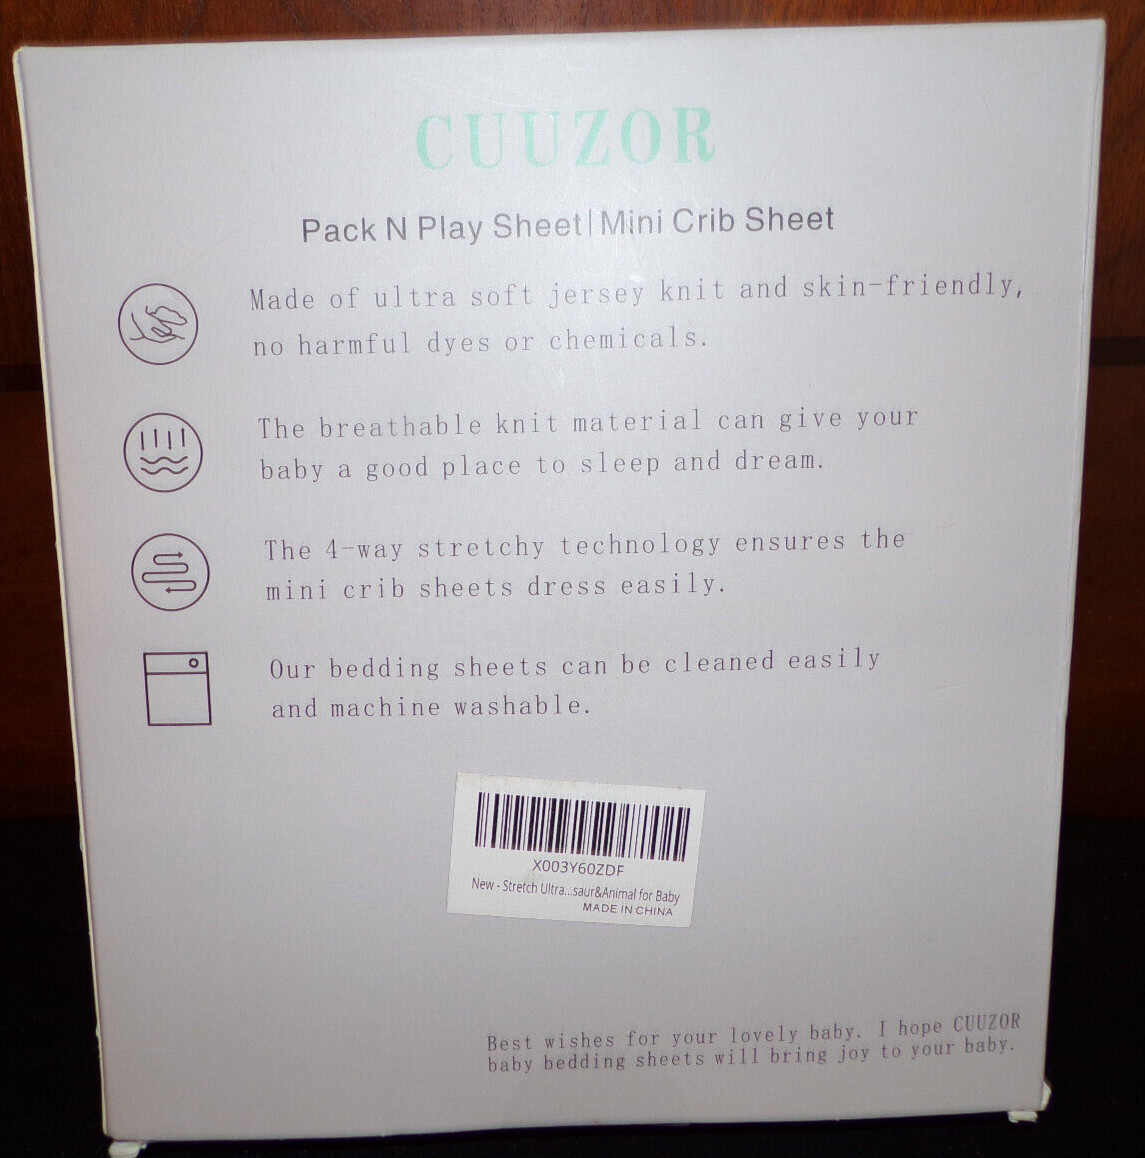 CUUZOR
Pack N Play Sheet|Mini Crib Sheet
Made of ultra soft jersey knit and skin-friendly,
no harmful dyes or chemicals.
The breathable knit material can give your
baby a good place to sleep and dream.
The 4-way stretchy technology ensures the
mini crib sheets dress easily.
Our bedding sheets can be cleaned easily
and machine washable.
X003Y60ZDF
New - Stretch Ultra...saur&Animal for Baby
MADE IN CHINA
Best wishes for your lovely baby. I hope CUUZOR
baby bedding sheets will bring joy to your baby.